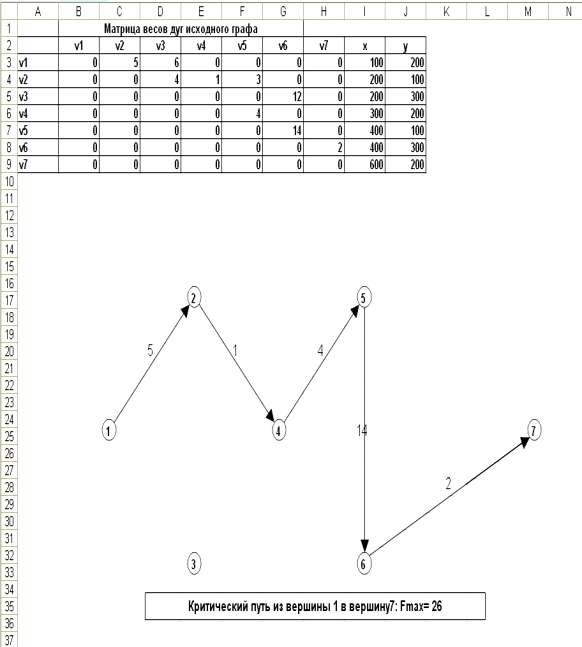 A B C D E F G H I J K L M N
1 Матрица весов дуг исходного графа
2 v1 v2 v3 v4 v5 v6 v7 x y
3 v1 0 5 6 0 0 0 0 100 200
4 v2 0 0 4 1 3 0 0 200 100
5 v3 0 0 0 0 0 12 0 200 300
6 v4 0 0 0 0 4 0 0 300 200
7 v5 0 0 0 0 0 14 0 400 100
8 v6 0 0 0 0 0 0 2 400 300
9 v7 0 0 0 0 0 0 0 600 200
10
11
12
13
14
15
16
17 2 5
18
19
20 5 1 4
21
22
23
24
25 1 4 14 7
26
27
28 2
29
30
31
32
33 3 6
34
35 Критический путь из вершины 1 в вершину7: Fmax= 26
36
37